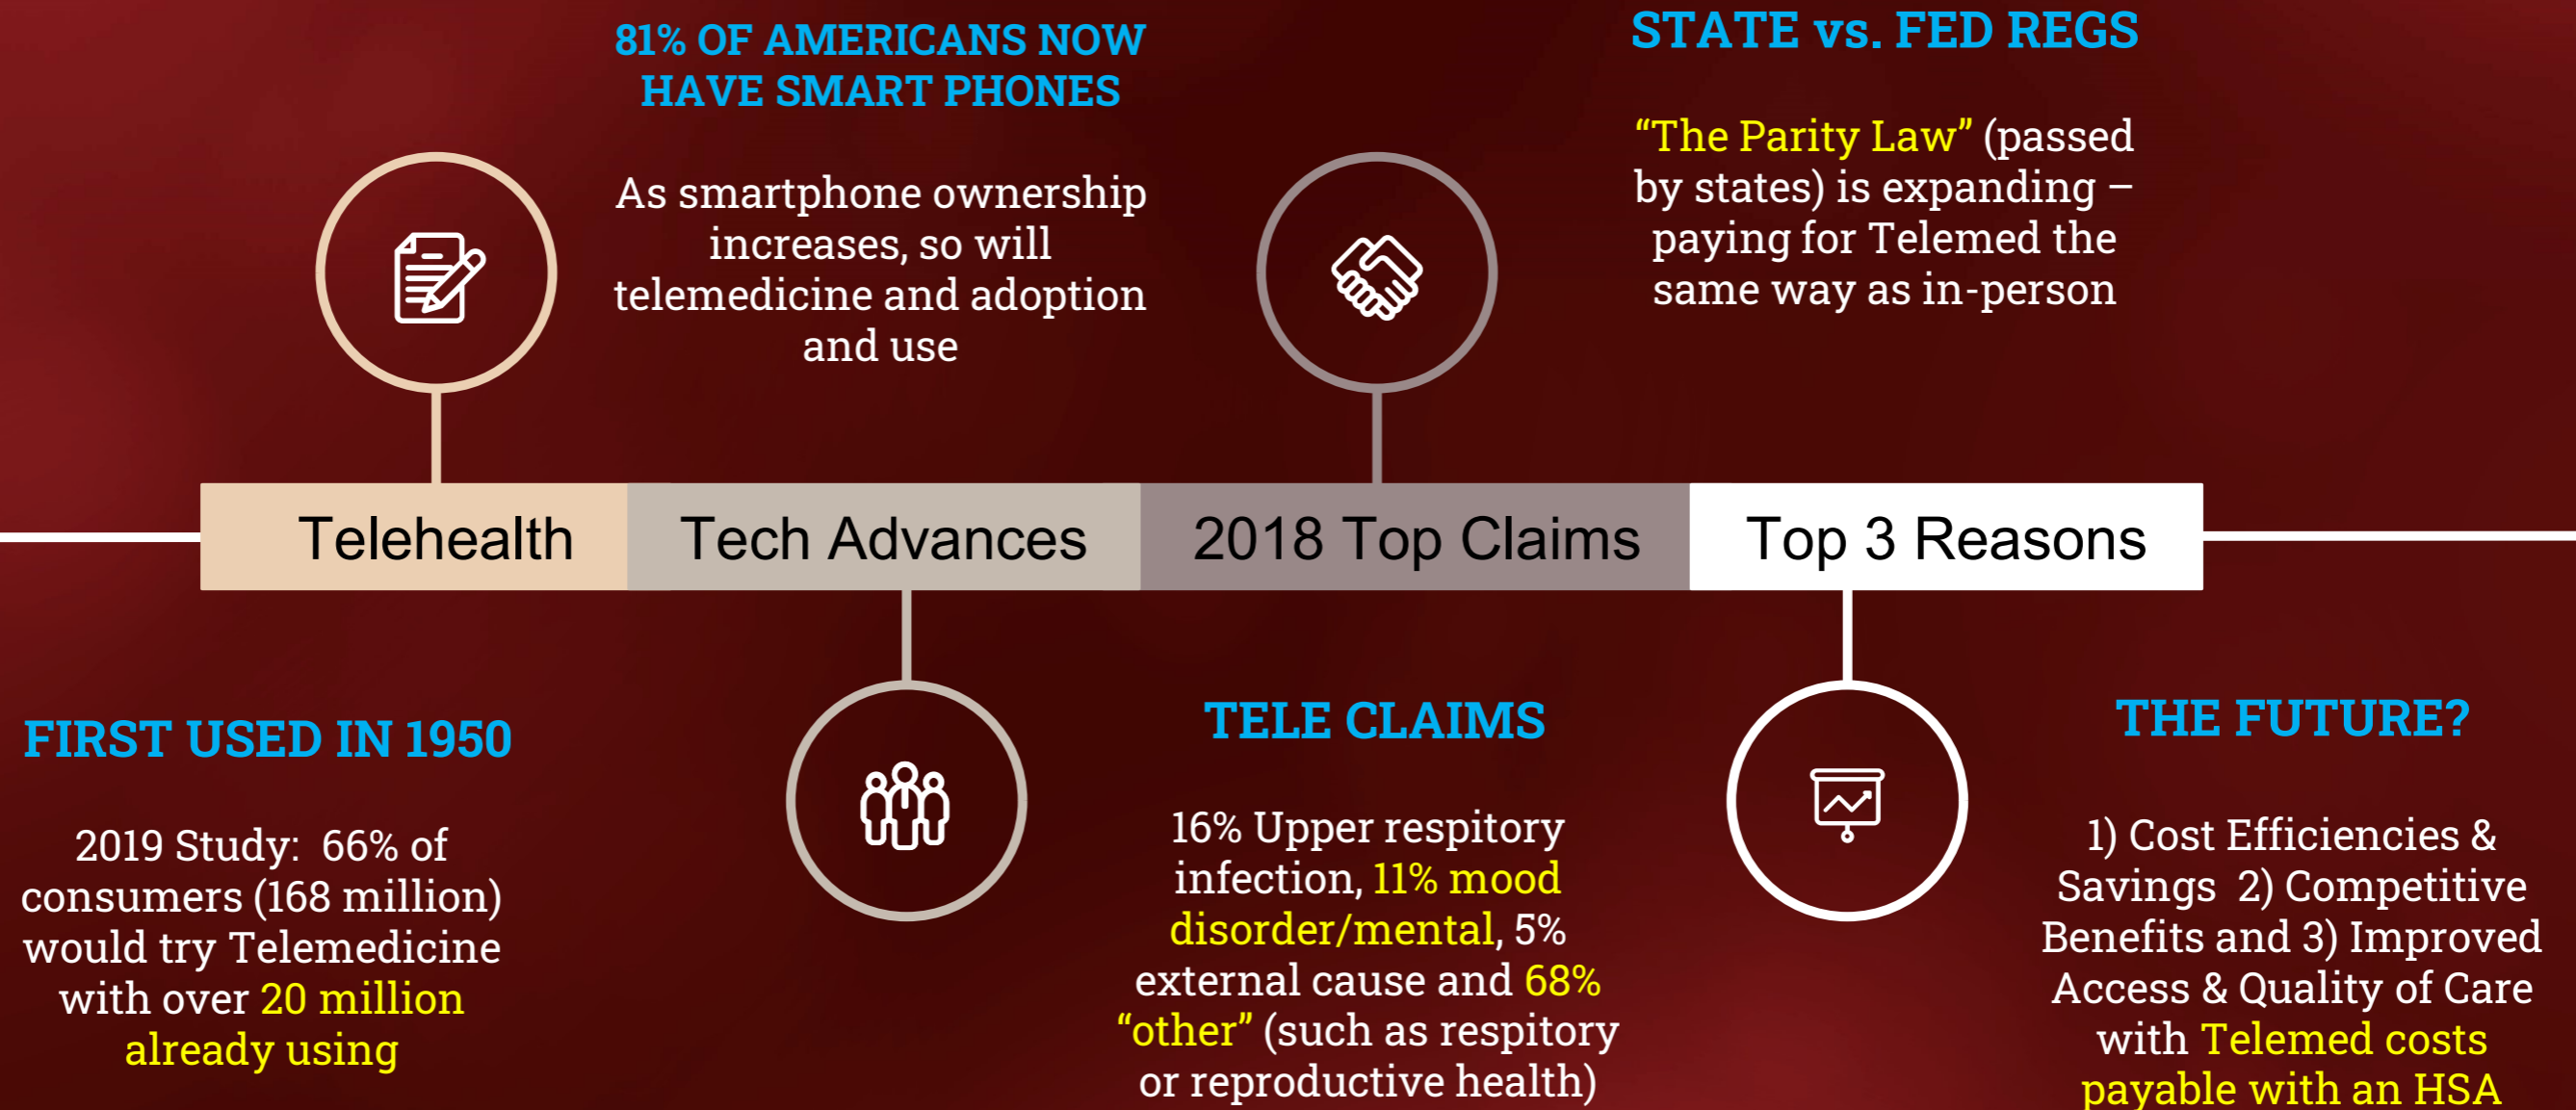 81% OF AMERICANS NOW
HAVE SMART PHONES
As smartphone ownership
increases, so will
telemedicine and adoption
and use
STATE vs. FED REGS
“The Parity Law” (passed
by states) is expanding –
paying for Telemed the
same way as in-person
Telehealth
Tech Advances
2018 Top Claims
Top 3 Reasons
FIRST USED IN 1950
2019 Study:  66% of
consumers (168 million)
would try Telemedicine
with over 20 million
already using
TELE CLAIMS
16% Upper respitory
infection, 11% mood
disorder/mental, 5%
external cause and 68%
“other” (such as respitory
or reproductive health)
THE FUTURE?
1) Cost Efficiencies &
Savings  2) Competitive
Benefits and 3) Improved
Access & Quality of Care
with Telemed costs
payable with an HSA